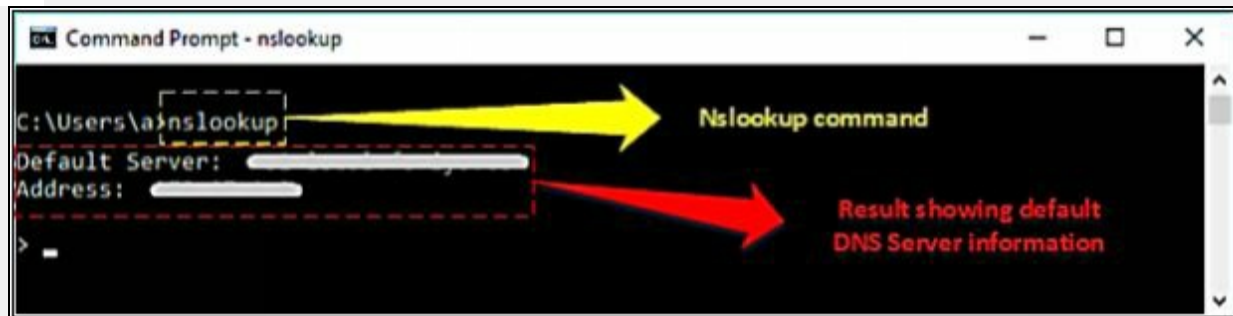 Command Prompt - nslookup
C:\Users\a>nslookup
Nslookup command
Default Server:
Address:
Result showing default
DNS Server information
>